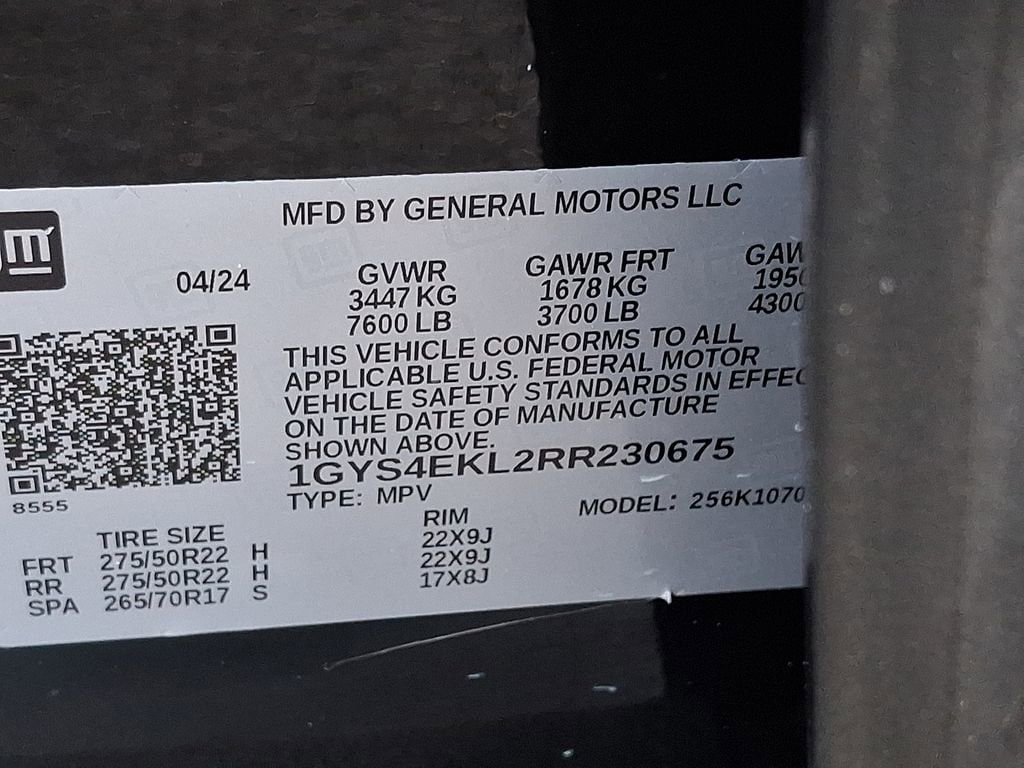 MFD BY GENERAL MOTORS LLC
04/24 GVWR GAWR FRT
3447 KG 1678 KG
7600 LB 3700 LB 4300
THIS VEHICLE CONFORMS TO ALL
APPLICABLE U.S. FEDERAL MOTOR
VEHICLE SAFETY STANDARDS IN
ON THE DATE OF MANUFACTURE
SHOWN ABOVE.
1GYS4EKL2RR230675
8555
TYPE: MPV MODEL: 256K1070
TIRE SIZE RIM
FRT 275/50R22 H 22X9J
RR 275/50R22 H 22X9J
SPA 265/70R17 S 17X8J